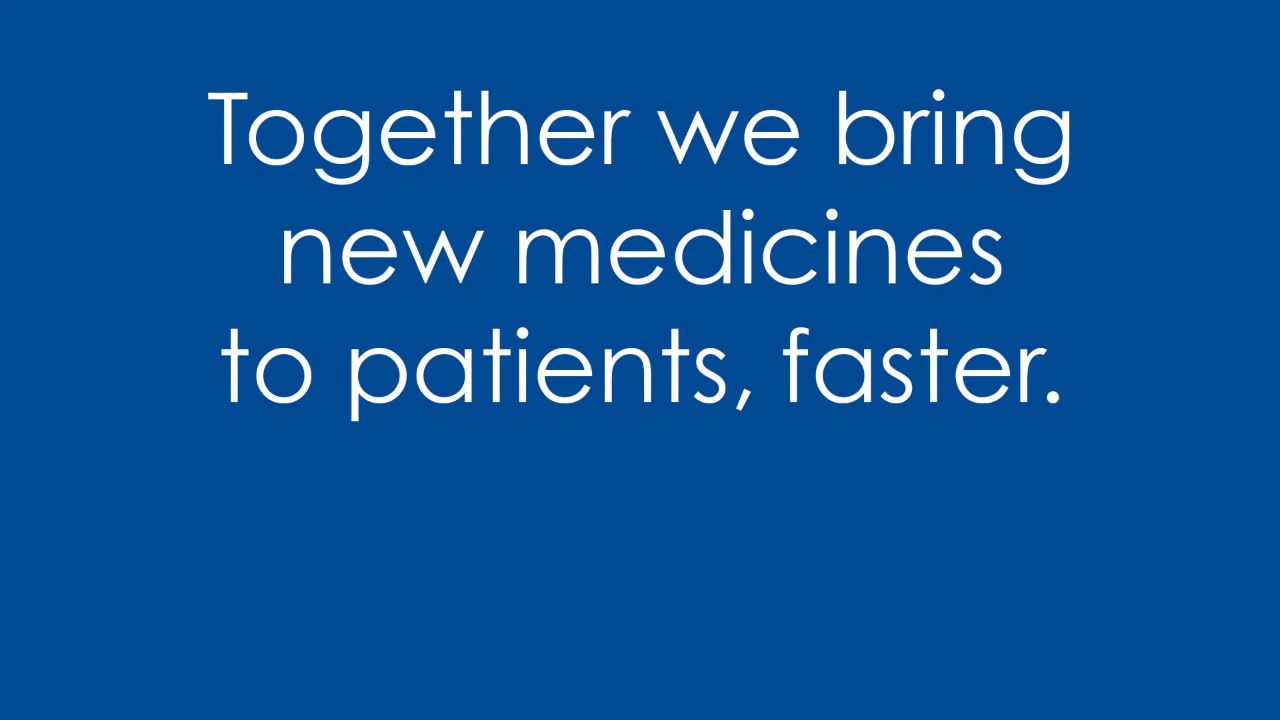 Together we bring
new medicines
to patients, faster.